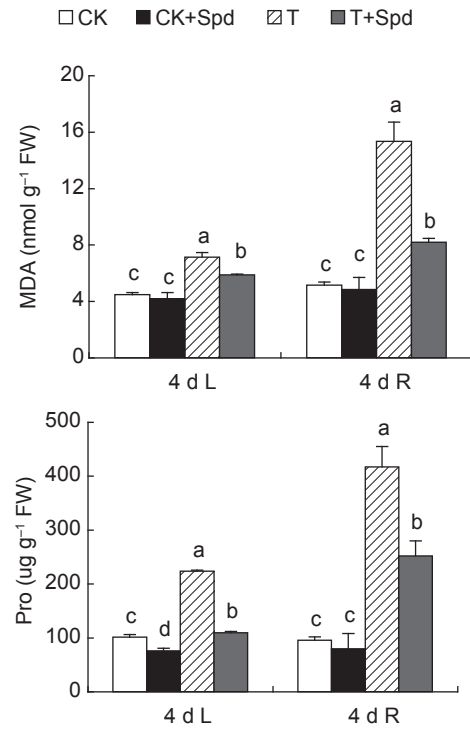 CK CK+Spd T T+Spd
MDA (nmol g⁻¹ FW)
20
16
12
8
4
0
c c a b c c a b
4 d L 4 d R
Pro (ug g⁻¹ FW)
500
400
300
200
100
0
c d a b c c a b
4 d L 4 d R